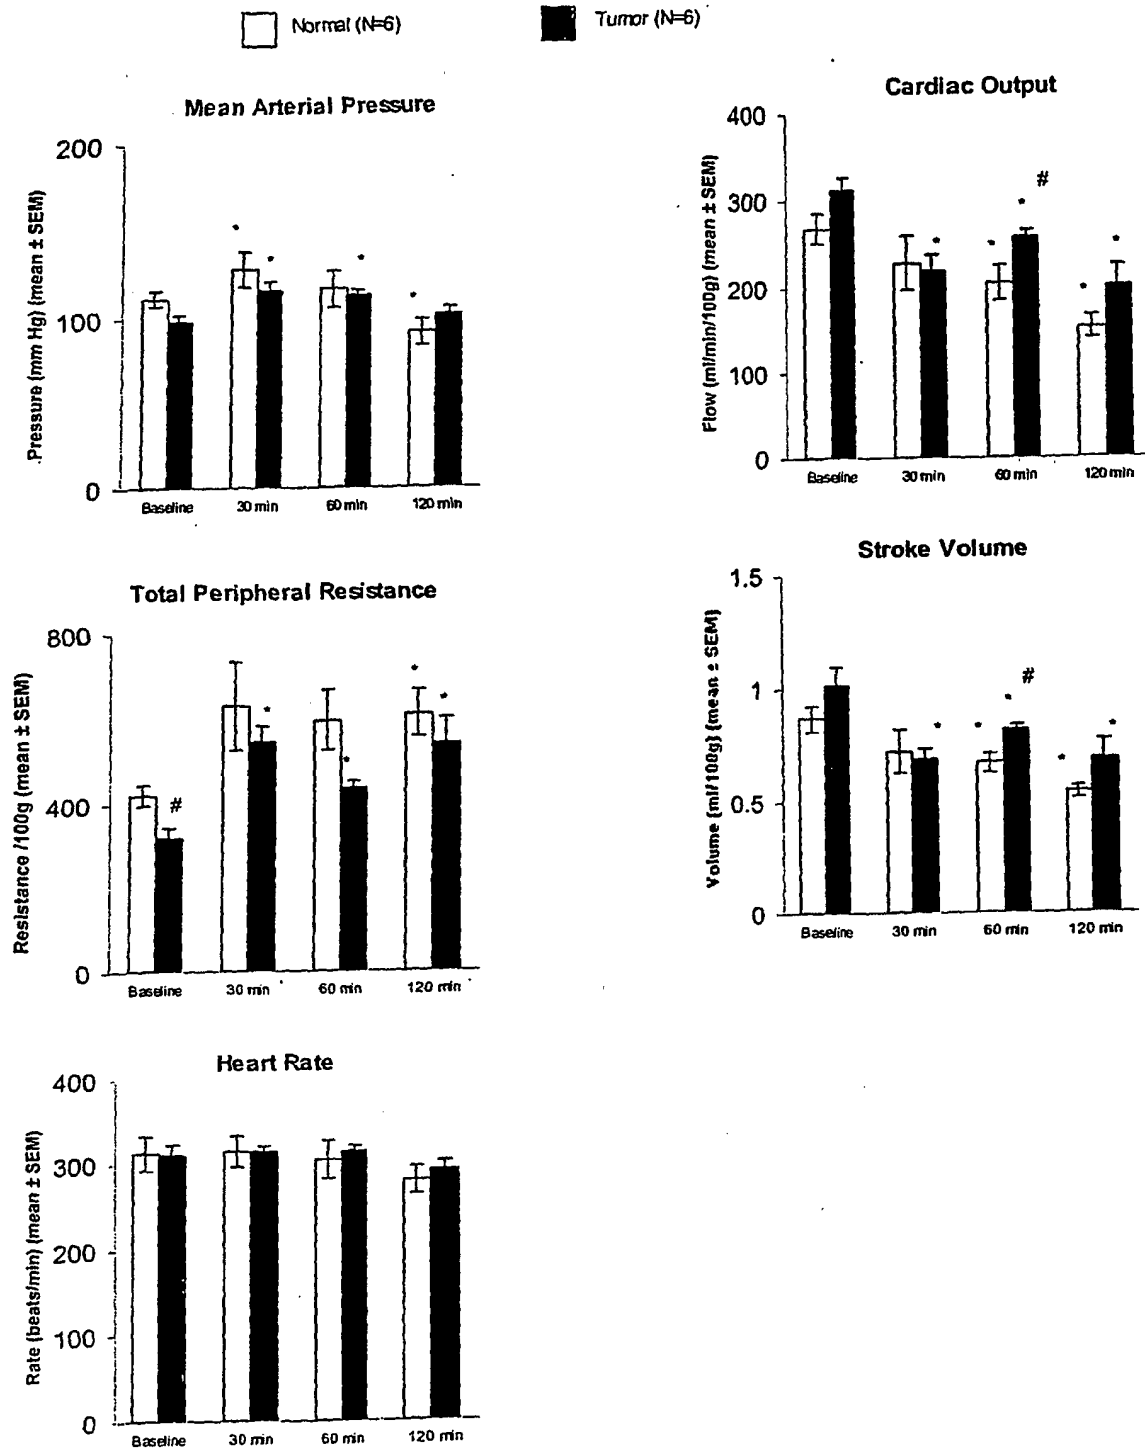 Normal (N=6)
Tumor (N=6)
Mean Arterial Pressure
Pressure (mm Hg) (mean ± SEM)
200
100
0
*
*
*
*
Baseline
30 min
60 min
120 min
Cardiac Output
Flow (ml/min/100g) (mean ± SEM)
400
300
200
100
0
*
*
*
#
*
*
Baseline
30 min
60 min
120 min
Total Peripheral Resistance
Resistance /100g (mean ± SEM)
800
400
0
#
*
*
*
*
Baseline
30 min
60 min
120 min
Stroke Volume
Volume (ml/100g) (mean ± SEM)
1.5
1
0.5
0
*
*
*
#
*
*
Baseline
30 min
60 min
120 min
Heart Rate
Rate (beats/min) (mean ± SEM)
400
300
200
100
0
Baseline
30 min
60 min
120 min